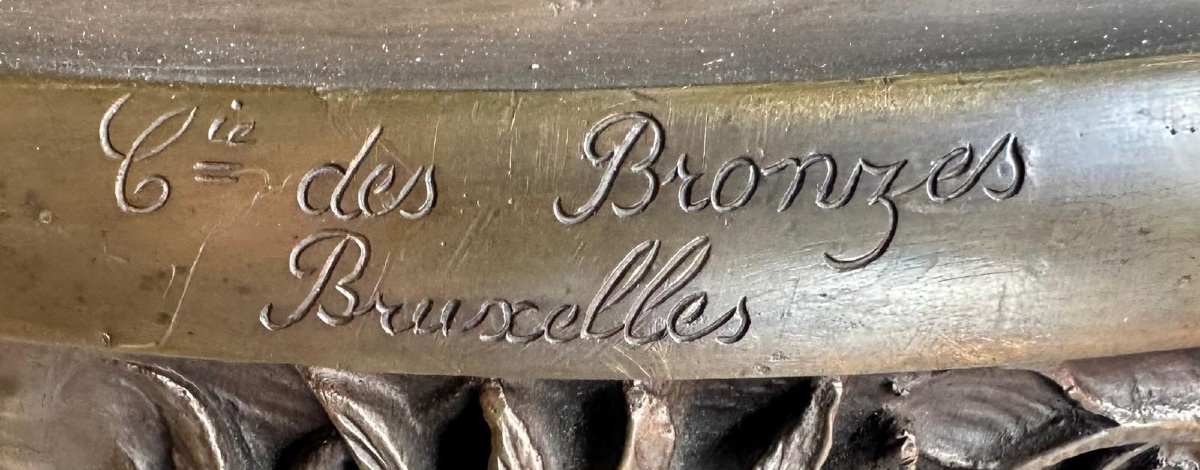 Cie des Bronzes
Bruxelles